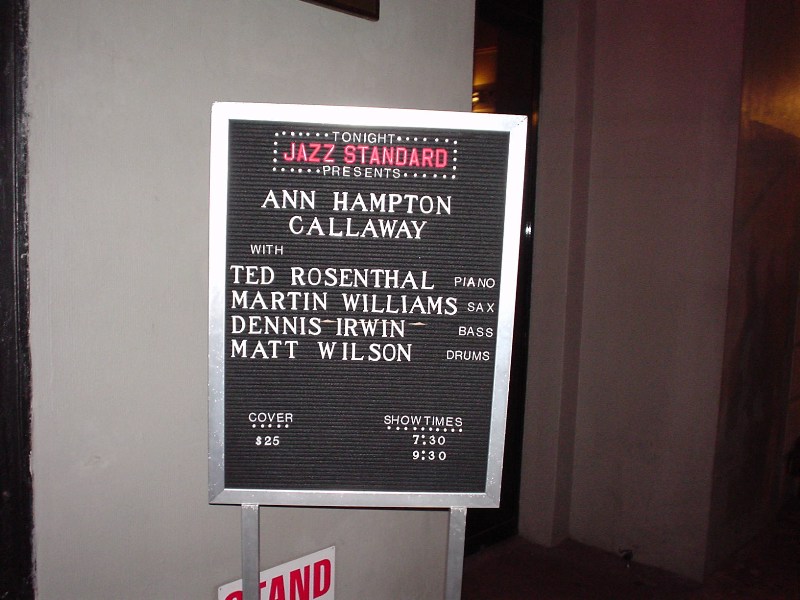 TONIGHT
JAZZ STANDARD
PRESENTS
ANN HAMPTON
CALLAWAY
WITH
TED ROSENTHAL PIANO
MARTIN WILLIAMS SAX
DENNIS IRWIN BASS
MATT WILSON DRUMS
COVER SHOWTIMES
$25 7:30
9:30